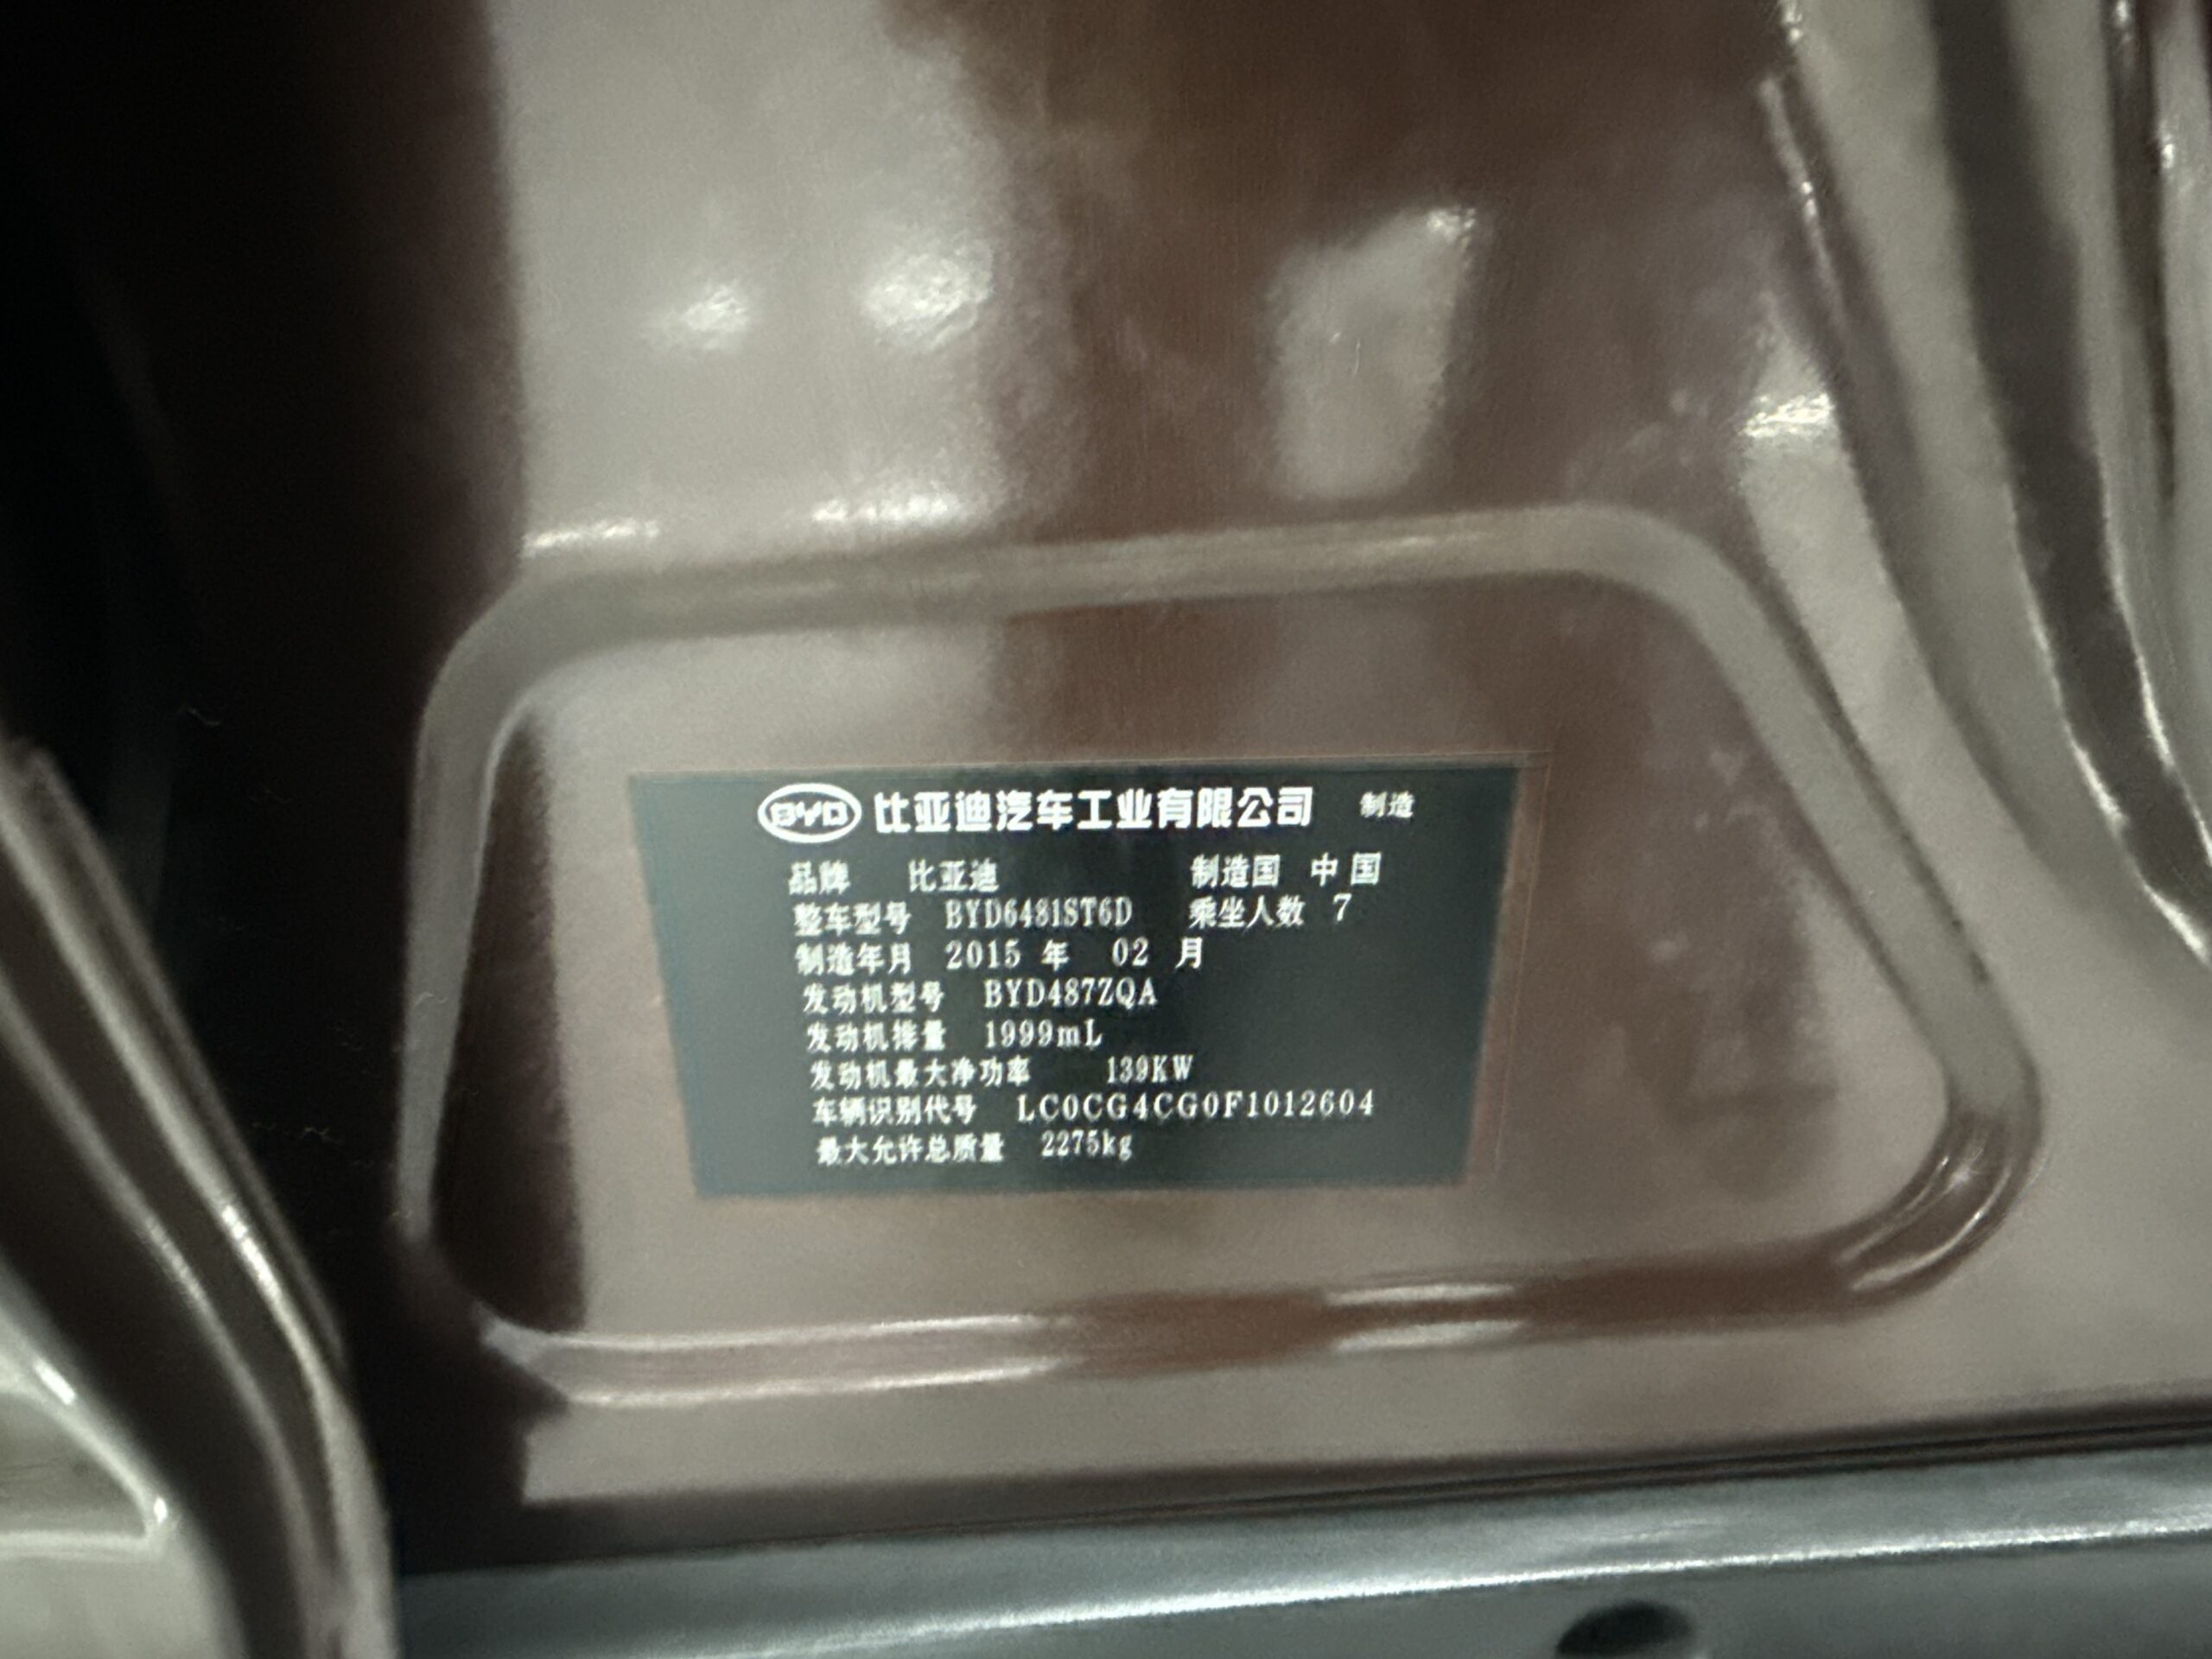 BYD 比亚迪汽车工业有限公司 制造
品牌 比亚迪 制造国 中国
整车型号 BYD6481ST6D 乘坐人数 7
制造年月 2015 年 02 月
发动机型号 BYD487ZQA
发动机排量 1999mL
发动机最大净功率 139KW
车辆识别代号 LC0CG4CG0F1012604
最大允许总质量 2275kg